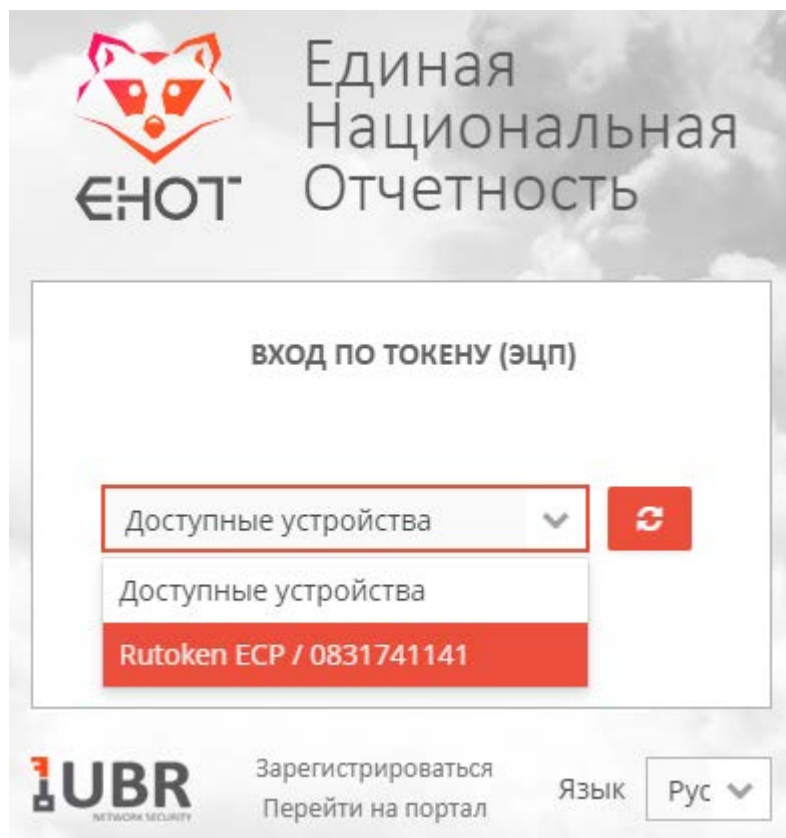 Единая
Национальная
Отчетность
ЄНОТ
ВХОД ПО ТОКЕНУ (ЭЦП)
Доступные устройства
Доступные устройства
Rutoken ECP / 0831741141
UBR
NETWORK SECURITY
Зарегистрироваться
Перейти на портал
Язык
Рус